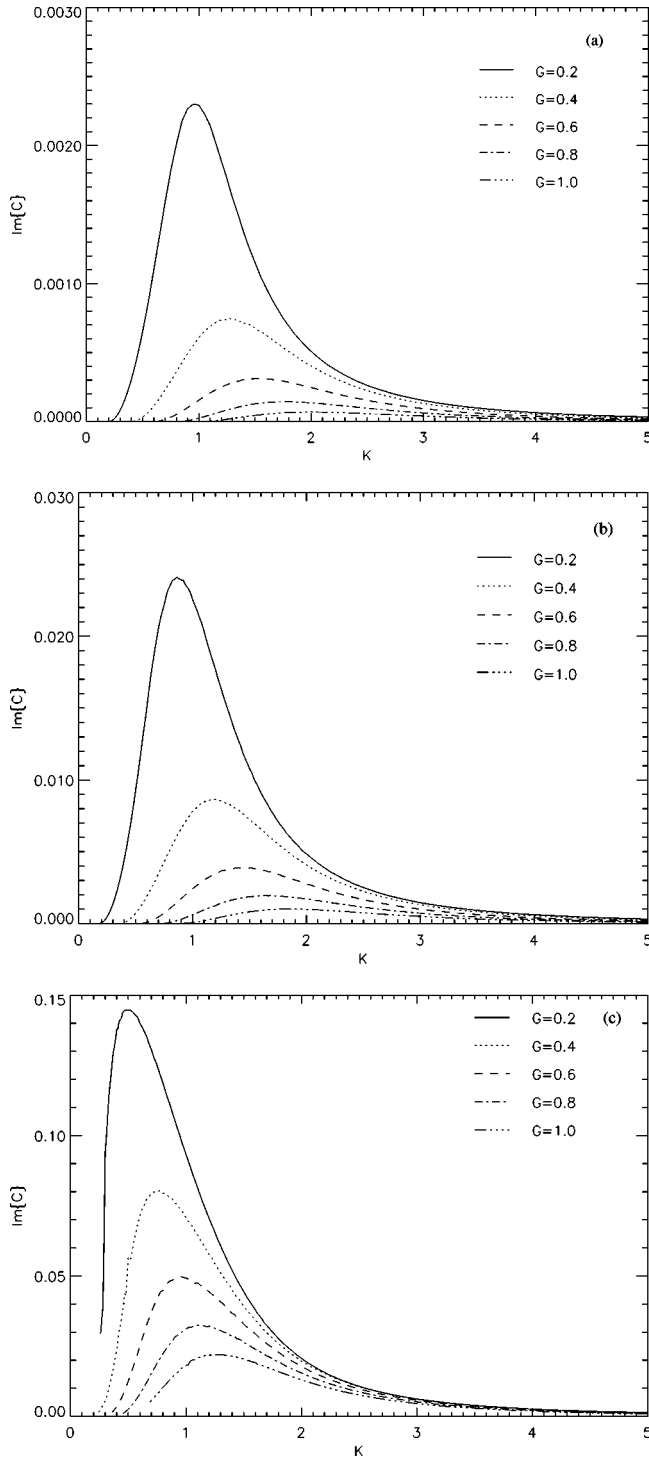 0.0030
(a)
G=0.2
G=0.4
0.0020
G=0.6
G=0.8
G=1.0
Im{C}
0.0010
0.0000
0 1 2 3 4 5
K
0.030
(b)
G=0.2
G=0.4
G=0.6
0.020
G=0.8
G=1.0
Im{C}
0.010
0.000
0 1 2 3 4 5
K
0.15
G=0.2 (c)
G=0.4
G=0.6
G=0.8
G=1.0
0.10
Im{C}
0.05
0.00
0 1 2 3 4 5
K